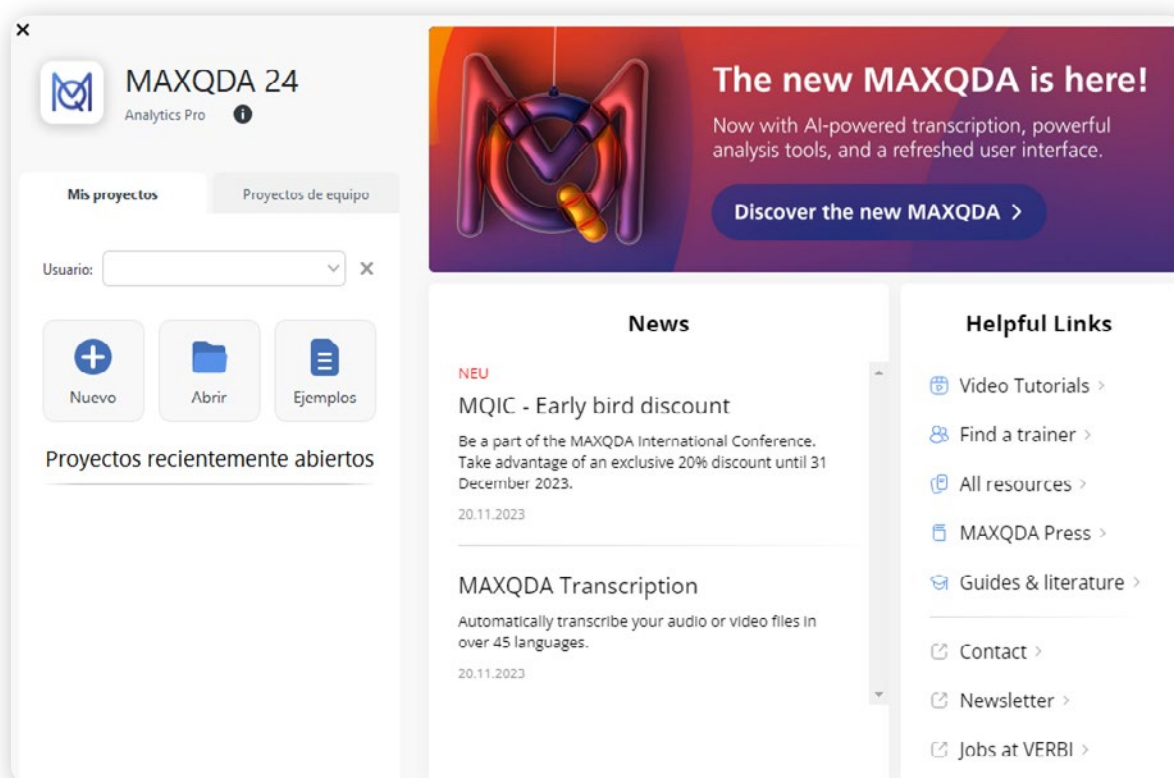 MAXQDA 24
Analytics Pro
Mis proyectos
Proyectos de equipo
Usuario:
Nuevo
Abrir
Ejemplos
Proyectos recientemente abiertos
The new MAXQDA is here!
Now with AI-powered transcription, powerful
analysis tools, and a refreshed user interface.
Discover the new MAXQDA >
News
NEU
MQIC - Early bird discount
Be a part of the MAXQDA International Conference.
Take advantage of an exclusive 20% discount until 31
December 2023.
20.11.2023
MAXQDA Transcription
Automatically transcribe your audio or video files in
over 45 languages.
20.11.2023
Helpful Links
Video Tutorials >
Find a trainer >
All resources >
MAXQDA Press >
Guides & literature >
Contact >
Newsletter >
Jobs at VERBI >